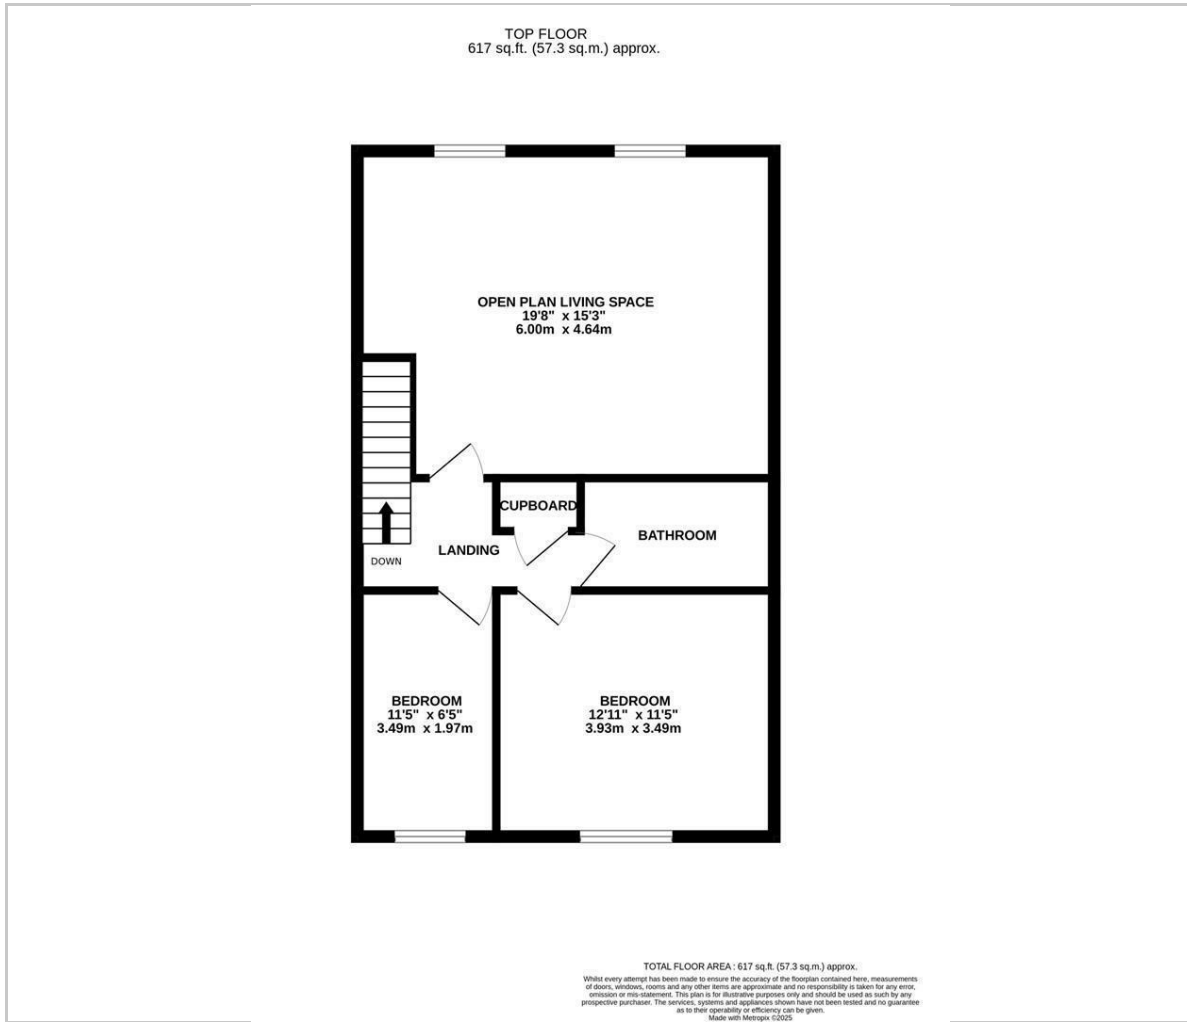 TOP FLOOR
617 sq.ft. (57.3 sq.m.) approx.
OPEN PLAN LIVING SPACE
19'8" x 15'3"
6.00m x 4.64m
CUPBOARD
BATHROOM
LANDING
DOWN
BEDROOM
11'5" x 6'5"
3.49m x 1.97m
BEDROOM
12'11" x 11'5"
3.93m x 3.49m
TOTAL FLOOR AREA : 617 sq.ft. (57.3 sq.m.) approx.
Whilst every attempt has been made to ensure the accuracy of the floorplan contained here, measurements
of doors, windows, rooms and any other items are approximate and no responsibility is taken for any error,
omission or mis-statement. This plan is for illustrative purposes only and should be used as such by any
prospective purchaser. The services, systems and appliances shown have not been tested and no guarantee
as to their operability or efficiency can be given.
Made with Metropix ©2025